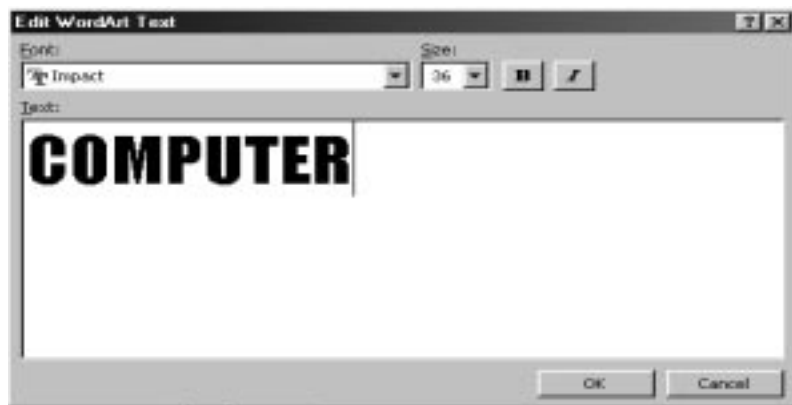 Edit WordArt Text
Font: Size:
Impact 36 B I
Text:
COMPUTER
OK Cancel